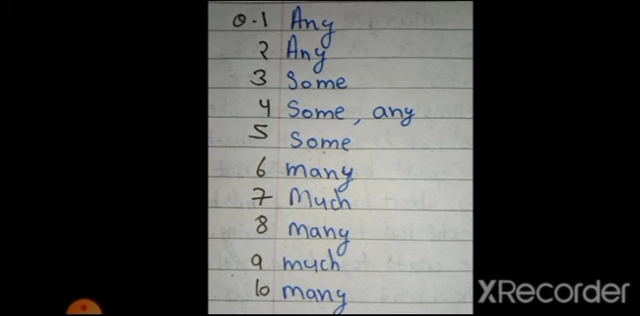 Q.1 Any
2 Any
3 Some
4 Some, any
5 Some
6 many
7 Much
8 many
9 much
10 many
XRecorder